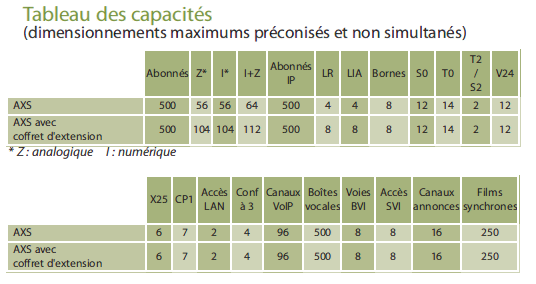 Tableau des capacités
(dimensionnements maximums préconisés et non simultanés)
Abonnés Z* I* I+Z Abonnés IP LR LIA Bornes S0 T0 T2 / S2 V24
AXS 500 56 56 64 500 4 4 8 12 14 2 12
AXS avec coffret d'extension 500 104 104 112 500 8 8 8 12 14 2 12
* Z : analogique I : numérique
X25 CP1 Accès LAN Conf à 3 Canaux VoIP Boîtes vocales Voies BVI Accès SVI Canaux annonces Films synchrones
AXS 6 7 2 4 96 500 8 8 16 250
AXS avec coffret d'extension 6 7 2 4 96 500 8 8 16 250